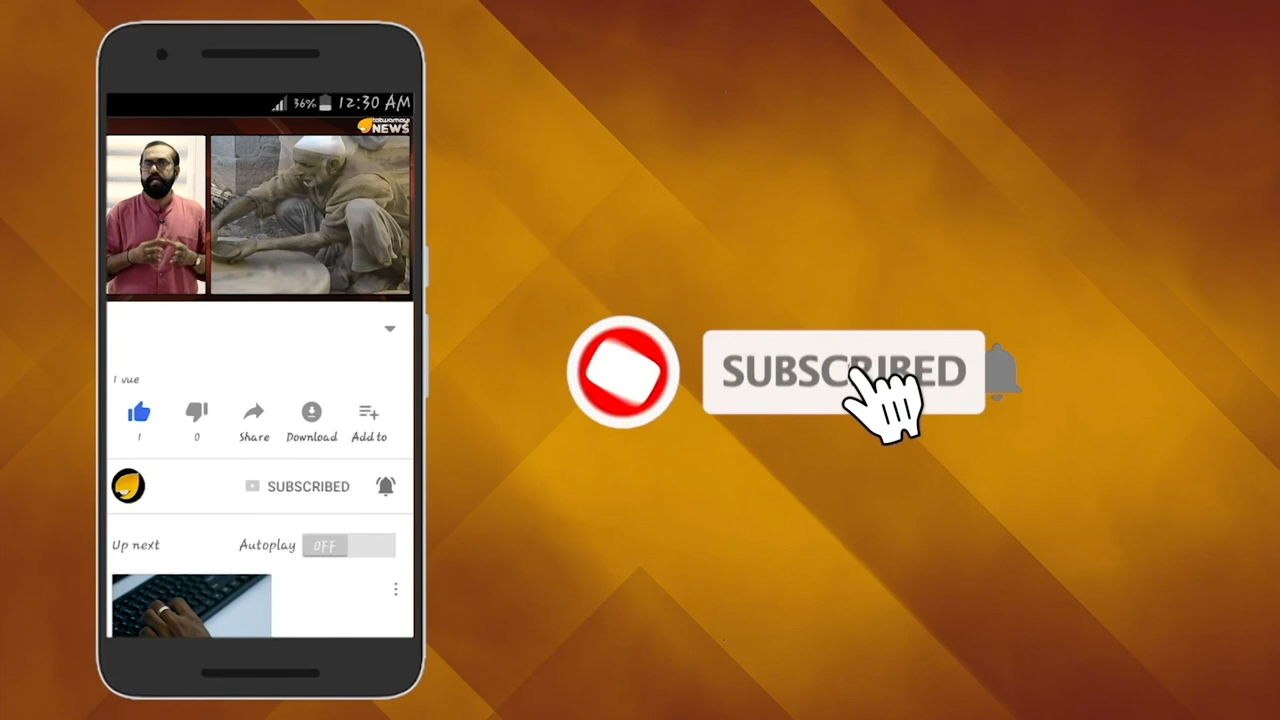 36% 12:30 AM
tatwamayi
NEWS
1 vue
1
0
Share
Download
Add to
SUBSCRIBED
Up next
Autoplay
OFF
SUBSCRIBED